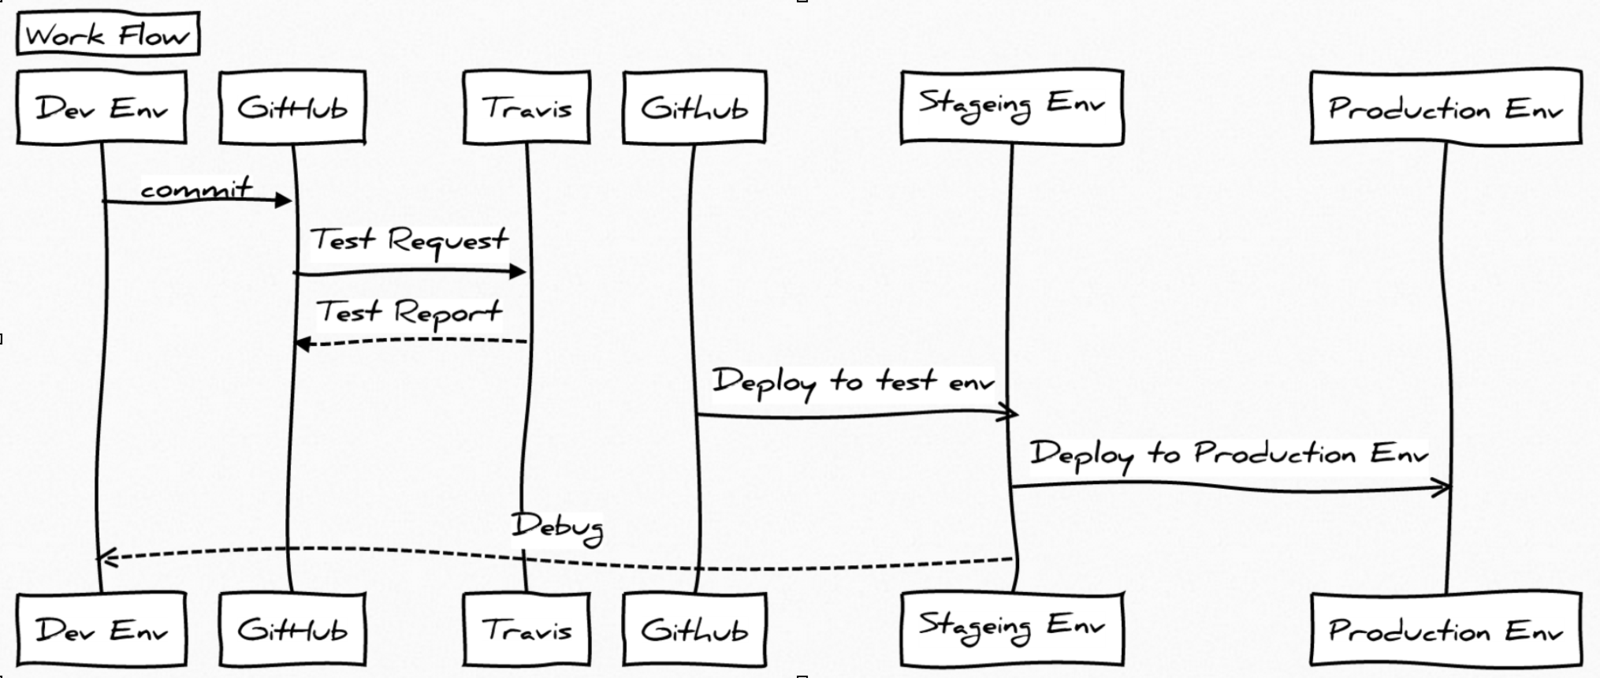 Work Flow
Dev Env
GitHub
Travis
Github
Stageing Env
Production Env
commit
Test Request
Test Report
Deploy to test env
Deploy to Production Env
Debug
Dev Env
GitHub
Travis
Github
Stageing Env
Production Env